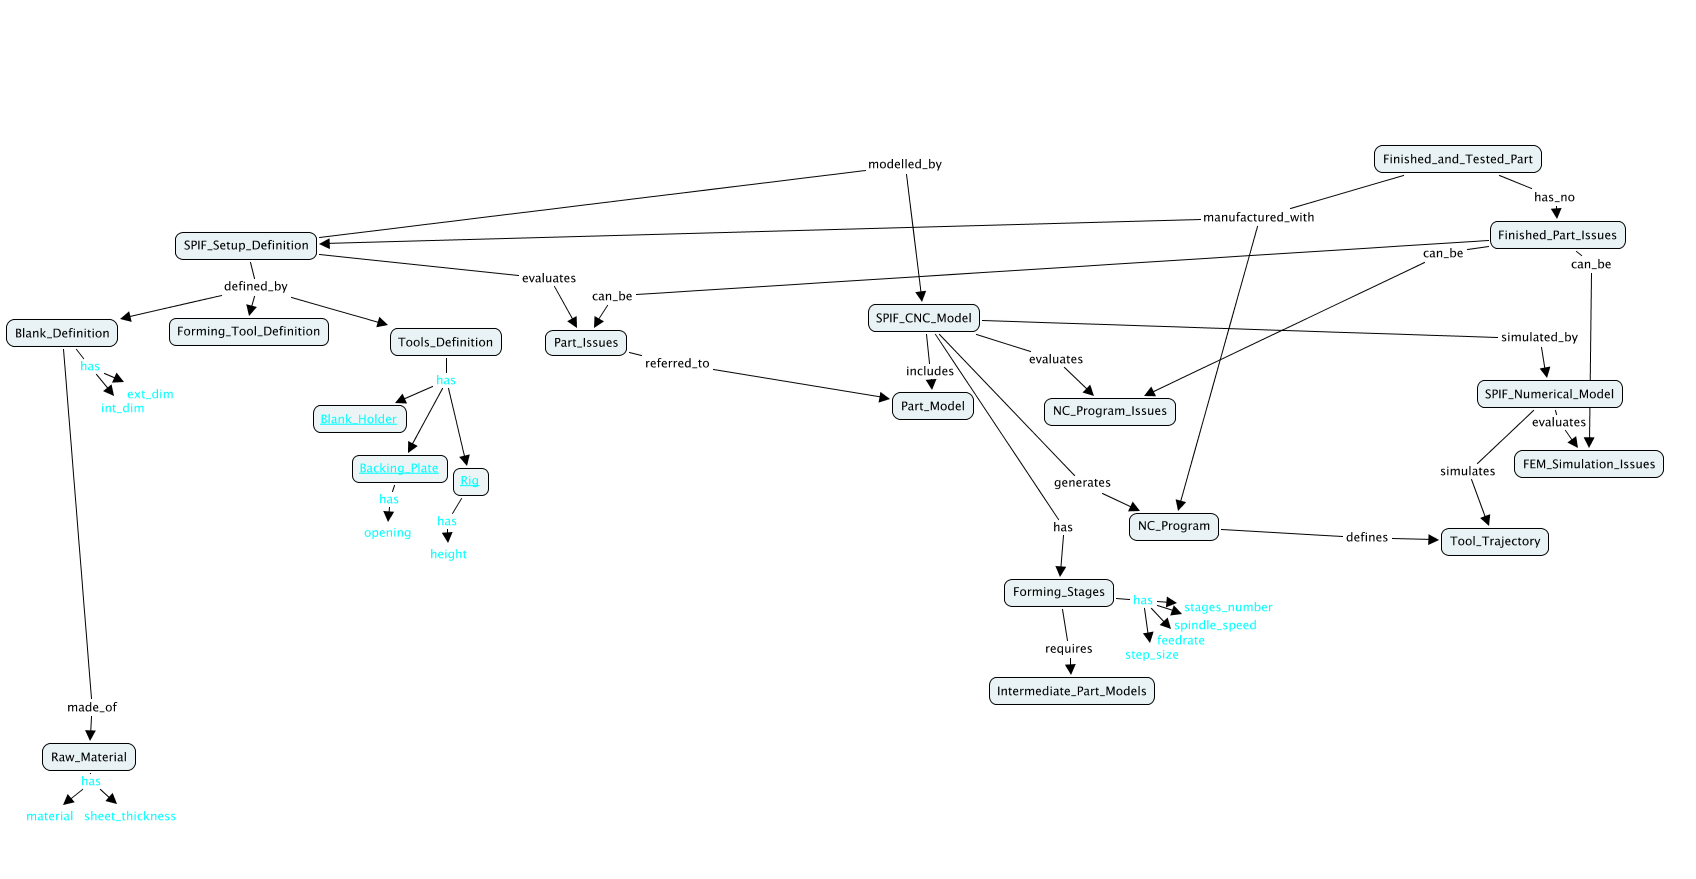 Finished_and_Tested_Part
modelled_by
has_no
manufactured_with
SPIF_Setup_Definition
Finished_Part_Issues
can_be
can_be
evaluates
defined_by
can_be
Blank_Definition
Forming_Tool_Definition
Tools_Definition
Part_Issues
SPIF_CNC_Model
simulated_by
has
referred_to
evaluates
includes
has
ext_dim
int_dim
Blank_Holder
Part_Model
NC_Program_Issues
SPIF_Numerical_Model
evaluates
Backing_Plate
Rig
FEM_Simulation_Issues
simulates
generates
has
has
opening
height
has
NC_Program
defines
Tool_Trajectory
Forming_Stages
has
stages_number
spindle_speed
feedrate
step_size
requires
Intermediate_Part_Models
made_of
Raw_Material
has
material sheet_thickness